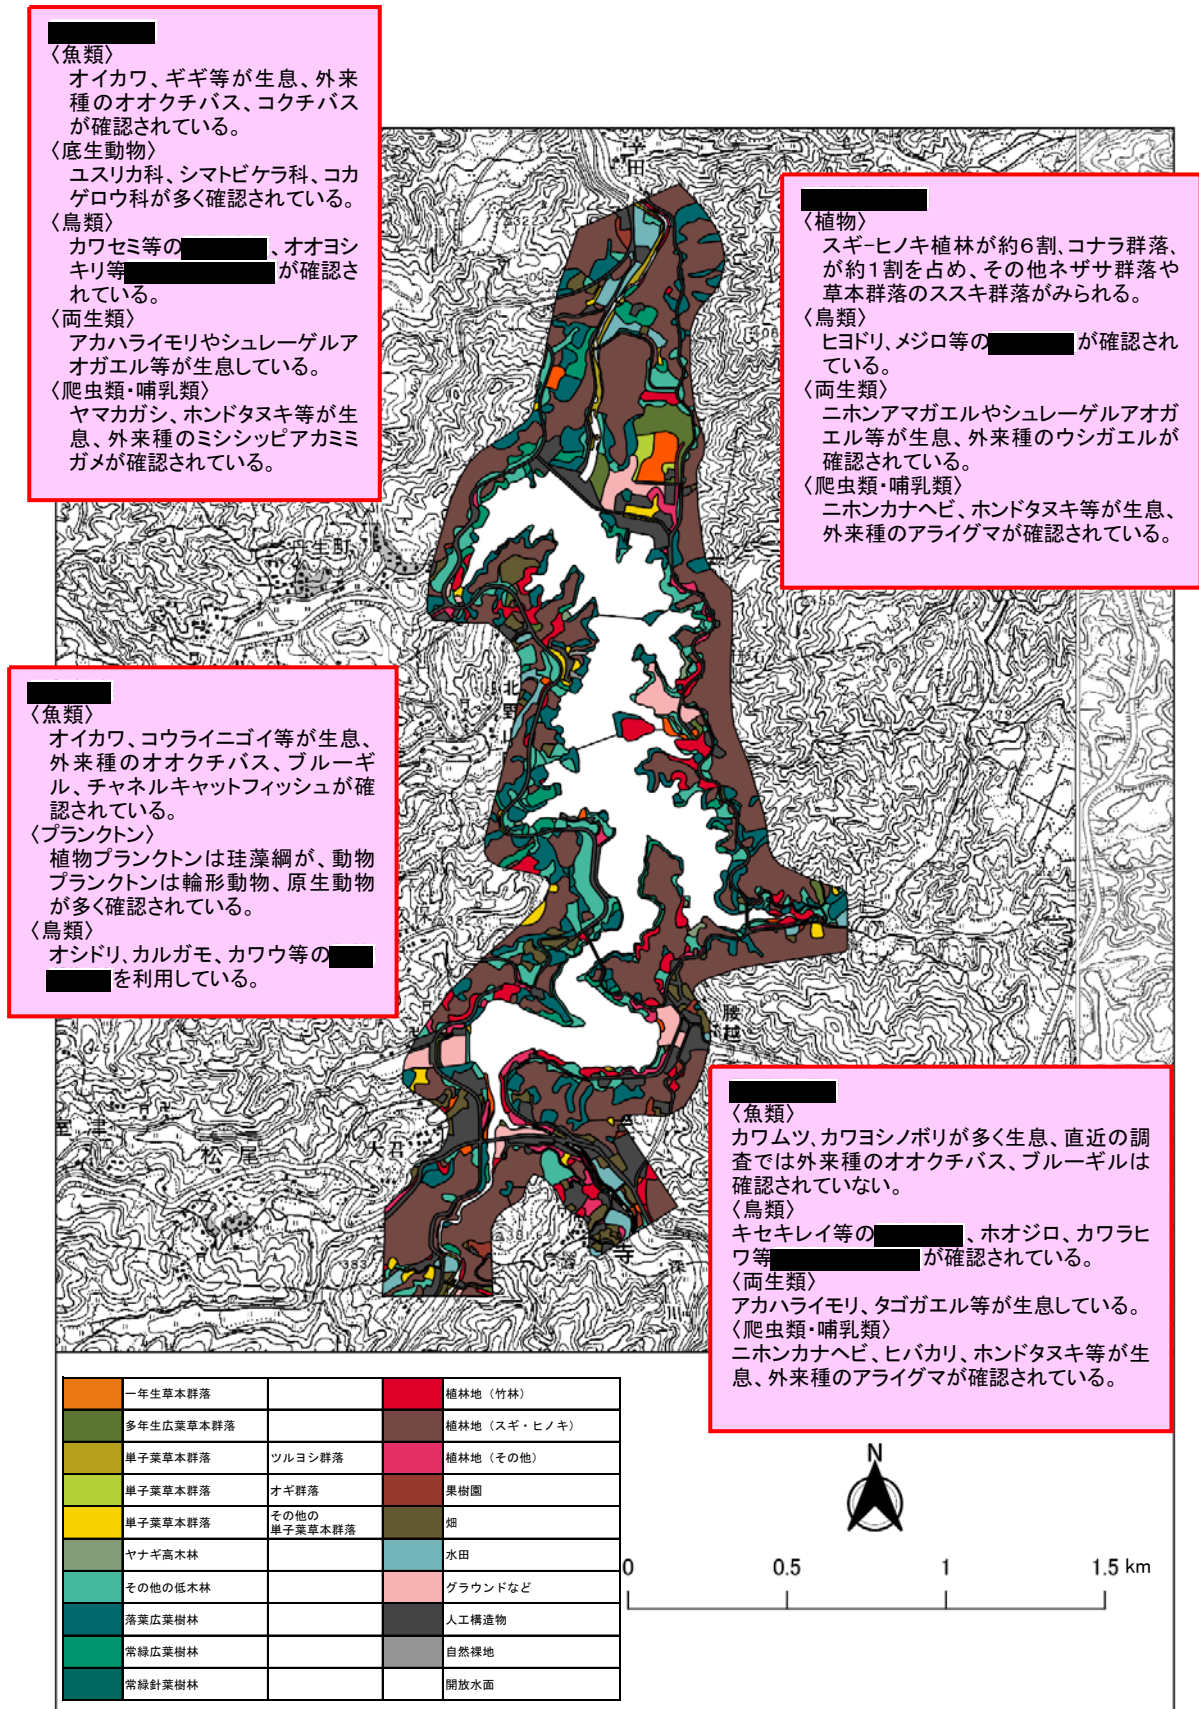 〈魚類〉
オイカワ、ギギ等が生息、外来
種のオオクチバス、コクチバス
が確認されている。
〈底生動物〉
ユスリカ科、シマトビケラ科、コカ
ゲロウ科が多く確認されている。
〈鳥類〉
カワセミ等の、オオヨシ
キリ等が確認さ
れている。
〈両生類〉
アカハライモリやシュレーゲルア
オガエル等が生息している。
〈爬虫類・哺乳類〉
ヤマカガシ、ホンドタヌキ等が生
息、外来種のミシシッピアカミミ
ガメが確認されている。
〈植物〉
スギ-ヒノキ植林が約6割、コナラ群落、
が約1割を占め、その他ネザサ群落や
草本群落のススキ群落がみられる。
〈鳥類〉
ヒヨドリ、メジロ等のが確認され
ている。
〈両生類〉
ニホンアマガエルやシュレーゲルアオガ
エル等が生息、外来種のウシガエルが
確認されている。
〈爬虫類・哺乳類〉
ニホンカナヘビ、ホンドタヌキ等が生息、
外来種のアライグマが確認されている。
〈魚類〉
オイカワ、コウライニゴイ等が生息、
外来種のオオクチバス、ブルーギ
ル、チャネルキャットフィッシュが確
認されている。
〈プランクトン〉
植物プランクトンは珪藻綱が、動物
プランクトンは輪形動物、原生動物
が多く確認されている。
〈鳥類〉
オシドリ、カルガモ、カワウ等の
を利用している。
〈魚類〉
カワムツ、カワヨシノボリが多く生息、直近の調
査では外来種のオオクチバス、ブルーギルは
確認されていない。
〈鳥類〉
キセキレイ等の、ホオジロ、カワラヒ
ワ等が確認されている。
〈両生類〉
アカハライモリ、タゴガエル等が生息している。
〈爬虫類・哺乳類〉
ニホンカナヘビ、ヒバカリ、ホンドタヌキ等が生
息、外来種のアライグマが確認されている。
田
丹生町
北
野
腰
越
室津
松尾
大君
寺
深
383
一年生草本群落
多年生広葉草本群落
単子葉草本群落 ツルヨシ群落
単子葉草本群落 オギ群落
単子葉草本群落 その他の
単子葉草本群落
ヤナギ高木林
その他の低木林
落葉広葉樹林
常緑広葉樹林
常緑針葉樹林
植林地（竹林）
植林地（スギ・ヒノキ）
植林地（その他）
果樹園
畑
水田
グラウンドなど
人工構造物
自然裸地
開放水面
N
0 0.5 1 1.5 km